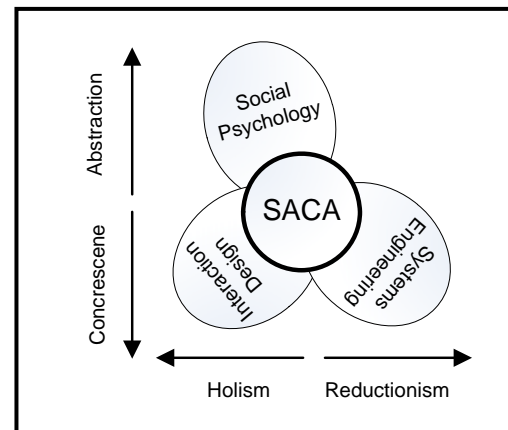 Abstraction
Concrescene
Social
Psychology
SACA
Interaction
Design
Systems
Engineering
Holism
Reductionism